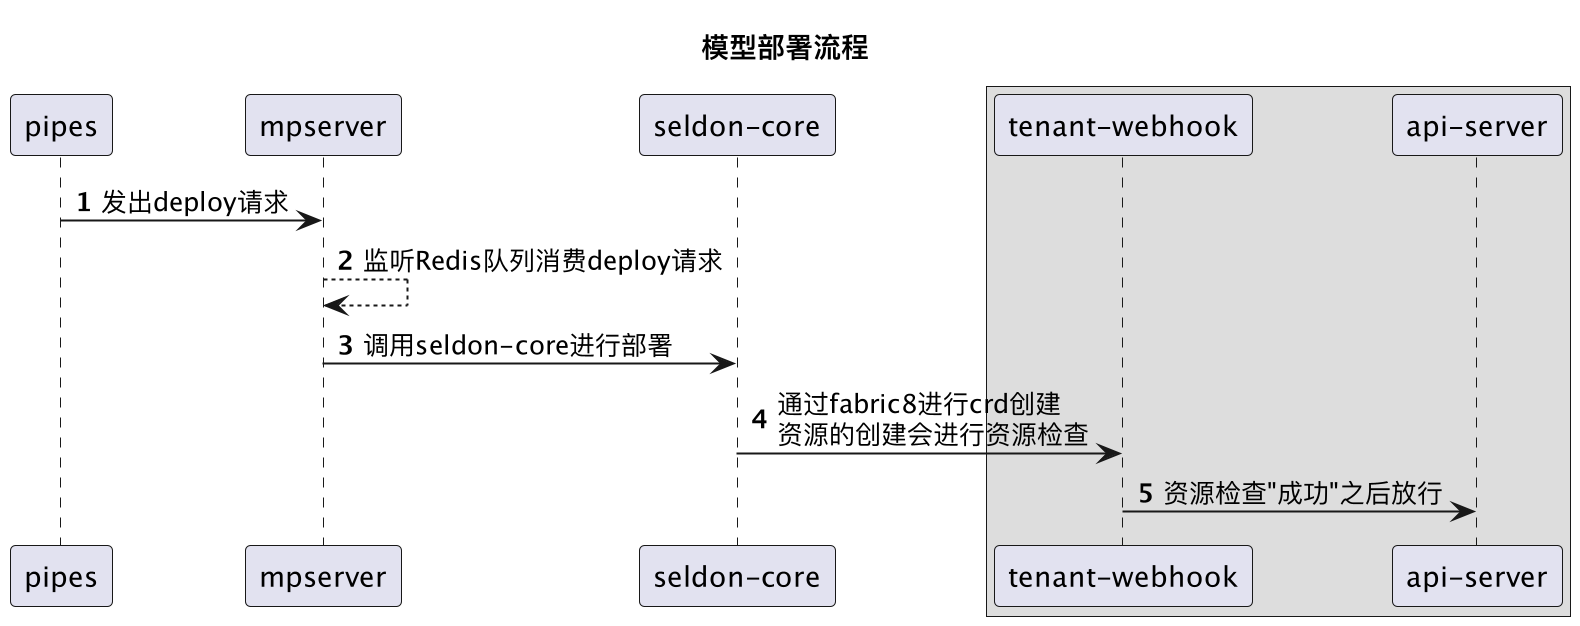 模型部署流程
pipes
mpserver
seldon-core
tenant-webhook
api-server
1 发出deploy请求
2 监听Redis队列消费deploy请求
3 调用seldon-core进行部署
4 通过fabric8进行crd创建
资源的创建会进行资源检查
5 资源检查"成功"之后放行
pipes
mpserver
seldon-core
tenant-webhook
api-server